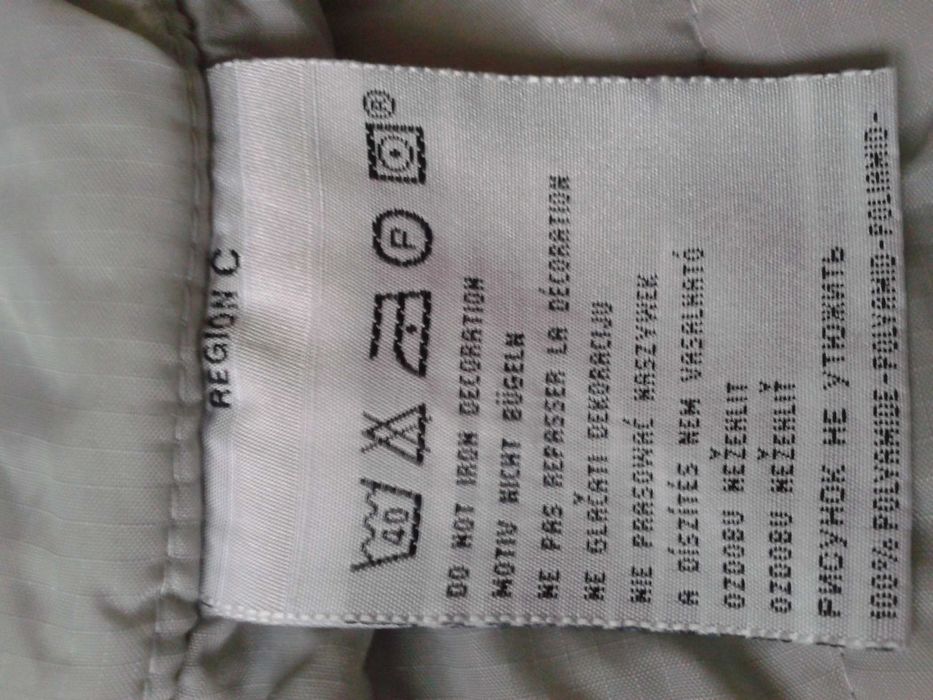 REGION C
40 P ®
DO NOT IRON DECORATION
MOTIV NICHT BÜGELN
NE PAS REPASSER LA DÉCORATION
NE GLAČATI DEKORACIJU
NIE PRASOWAĆ NASZYWEK
A DÍSZÍTÉS NEM VASALHATÓ
OZDOBU NEŽEHLIT
OZDOBU NEŽEHLIŤ
РИСУНОК НЕ УТЮЖИТЬ
100% POLYAMIDE-POLYAMID-POLIAMID-